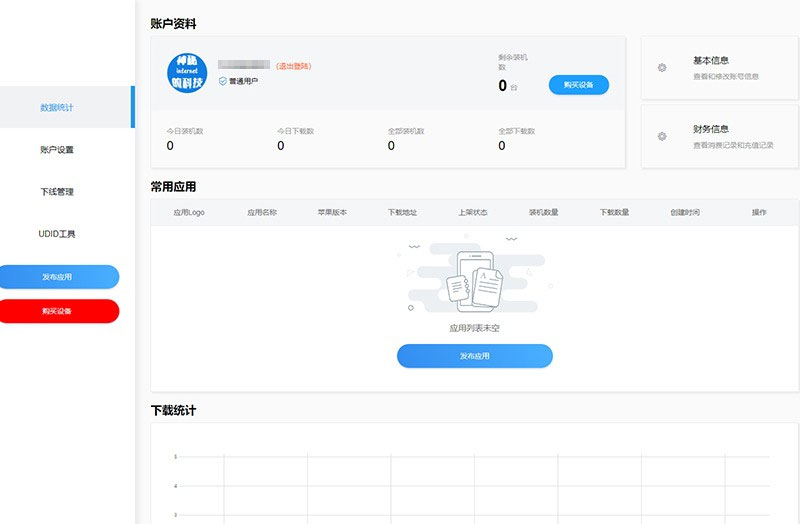 数据统计
账户设置
下线管理
UDID工具
发布应用
购买设备
账户资料
神祕
internet
的科技
(退出登陆)
普通用户
剩余装机
数
0 台
购买设备
今日装机数
今日下载数
全部装机数
全部下载数
0
0
0
0
基本信息
查看和修改账号信息
财务信息
查看消费记录和充值记录
常用应用
应用Logo
应用名称
苹果版本
下载地址
上架状态
装机数量
下载数量
创建时间
操作
A
应用列表未空
发布应用
下载统计
5
4
3